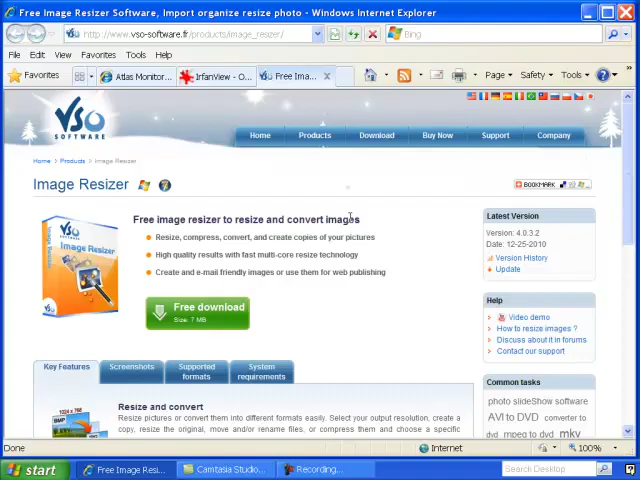 Free Image Resizer Software, Import organize resize photo - Windows Internet Explorer
http://www.vso-software.fr/products/image_resizer/
Bing
File Edit View Favorites Tools Help
Favorites
Atlas Monitor...
IrfanView - O...
Free Ima...
Page
Safety
Tools
VSO
SOFTWARE
Home Products Download Buy Now Support Company
Home Products Image Resizer
Image Resizer
BOOKMARK
Free image resizer to resize and convert images
Resize, compress, convert, and create copies of your pictures
High quality results with fast multi-core resize technology
Create and e-mail friendly images or use them for web publishing
Image Resizer
Free download
Size: 7 MB
Latest Version
Version: 4.0.3.2
Date: 12-25-2010
Version History
Update
Help
Video demo
How to resize images ?
Discuss about it in forums
Contact our support
Common tasks
photo slideShow software
AVI to DVD converter to
dvd mpeg to dvd mkv
Key Features
Screenshots
Supported
formats
System
requirements
1024 x 768
Resize and convert
Resize pictures or convert them into different formats easily. Select your output resolution, create a
copy, resize the original, move and/or rename files, or compress them and choose a specific
Done
Internet
100%
start
Free Image Resi...
Camtasia Studio...
Recording...
Search Desktop